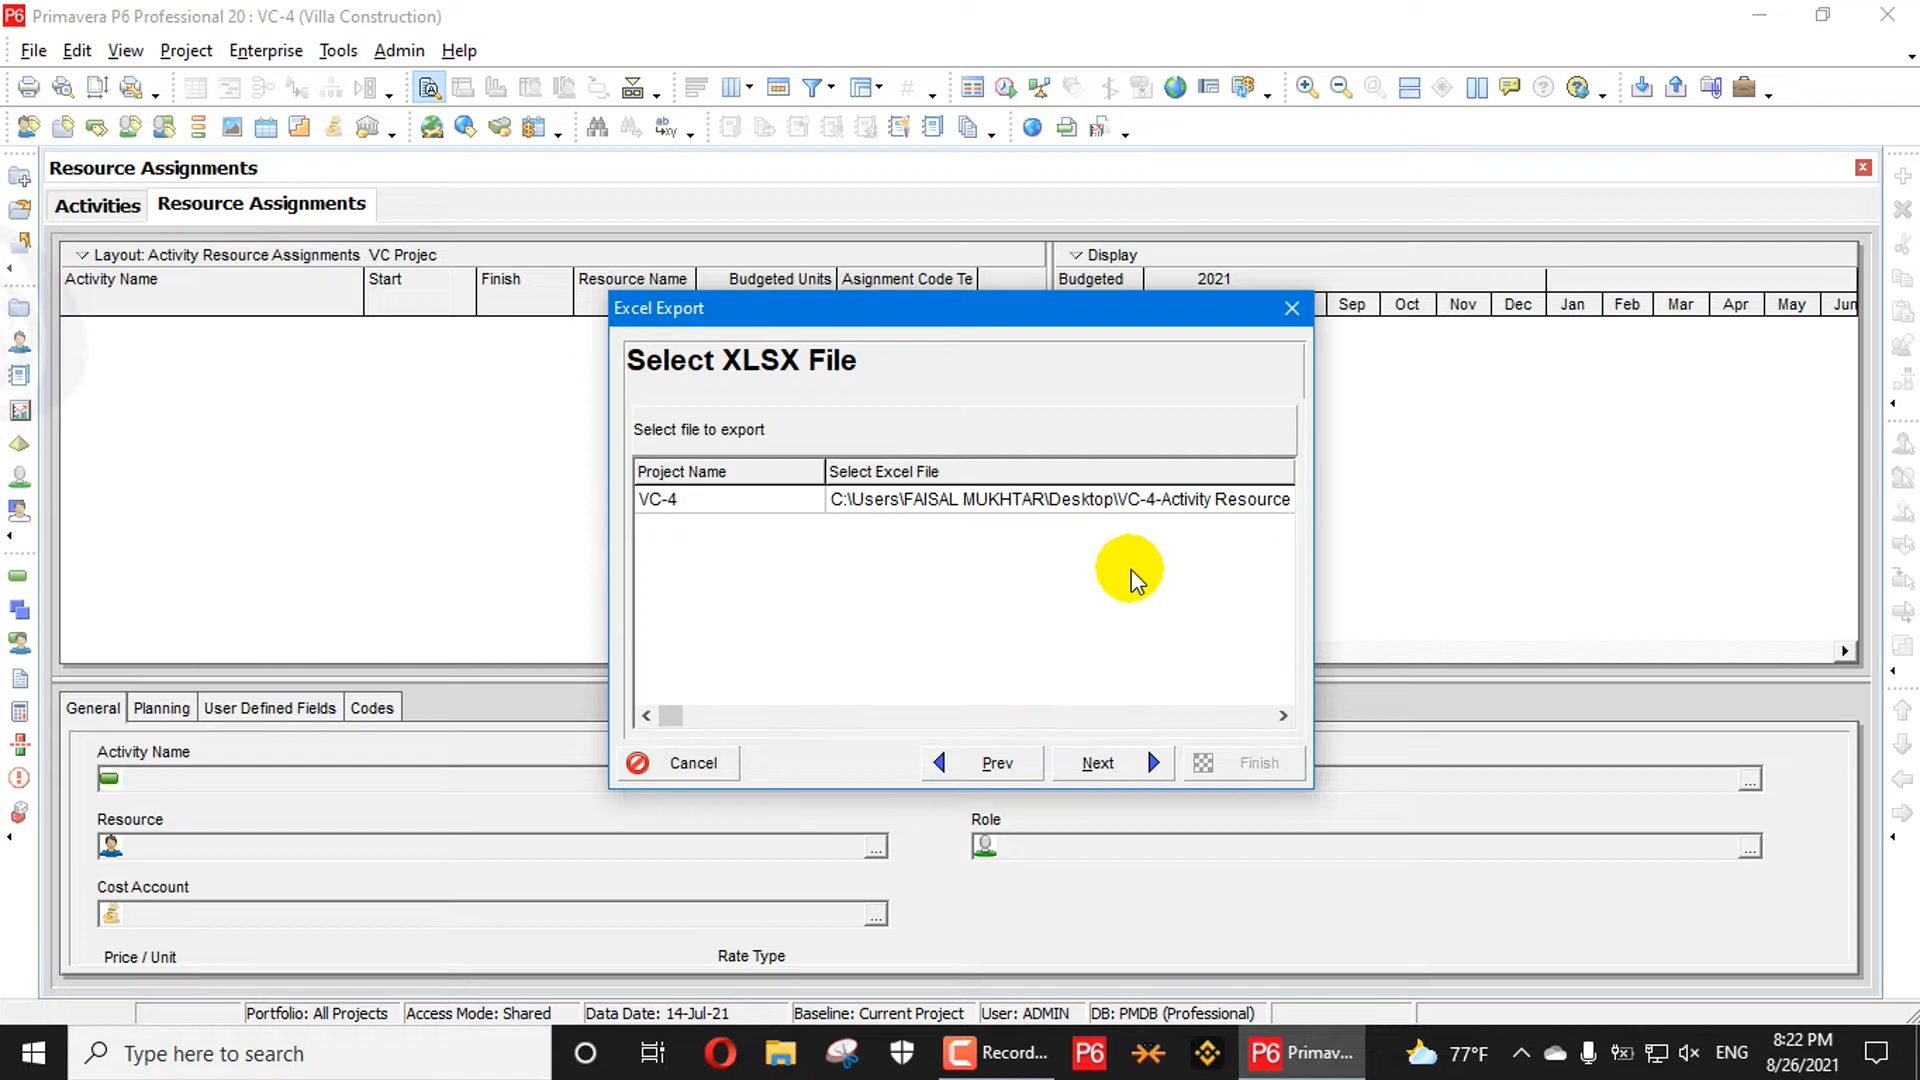 P6 Primavera P6 Professional 20 : VC-4 (Villa Construction)
File Edit View Project Enterprise Tools Admin Help
Resource Assignments
Activities Resource Assignments
Layout: Activity Resource Assignments VC Projec
Display
Activity Name Start Finish Resource Name Budgeted Units Asignment Code Te
Budgeted 2021
Sep Oct Nov Dec Jan Feb Mar Apr May Jun
Excel Export
Select XLSX File
Select file to export
Project Name Select Excel File
VC-4 C:\Users\FAISAL MUKHTAR\Desktop\VC-4-Activity Resource
Cancel Prev Next Finish
General Planning User Defined Fields Codes
Activity Name
...
Resource Role
... ...
Cost Account
...
Price / Unit Rate Type
Portfolio: All Projects Access Mode: Shared Data Date: 14-Jul-21 Baseline: Current Project User: ADMIN DB: PMDB (Professional)
Type here to search Record... P6 P6 Primav... 77°F ENG
8:22 PM
8/26/2021